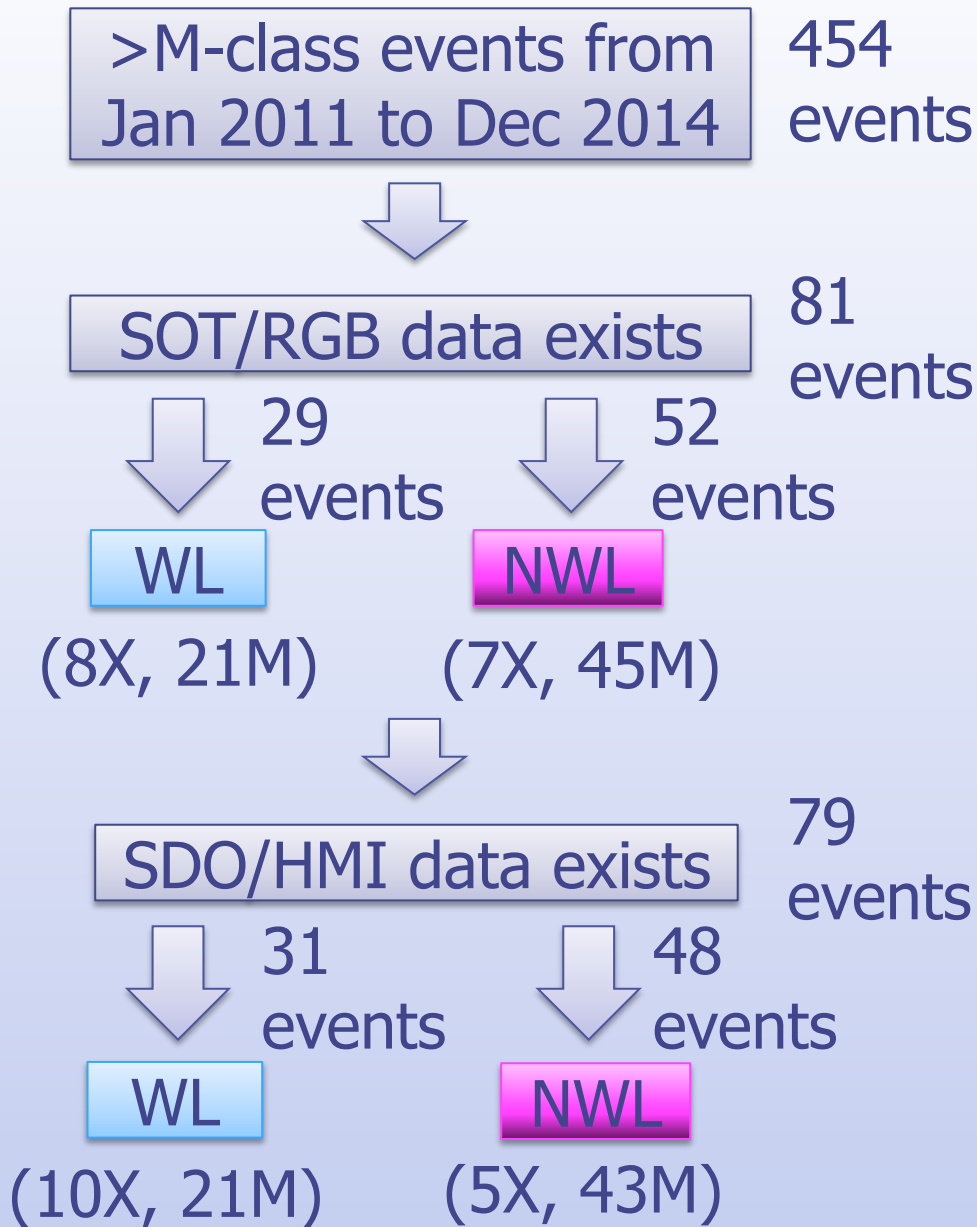 >M-class events from
Jan 2011 to Dec 2014
454
events
SOT/RGB data exists
81
events
29
events
52
events
WL
NWL
(8X, 21M)
(7X, 45M)
SDO/HMI data exists
79
events
31
events
48
events
WL
NWL
(10X, 21M)
(5X, 43M)